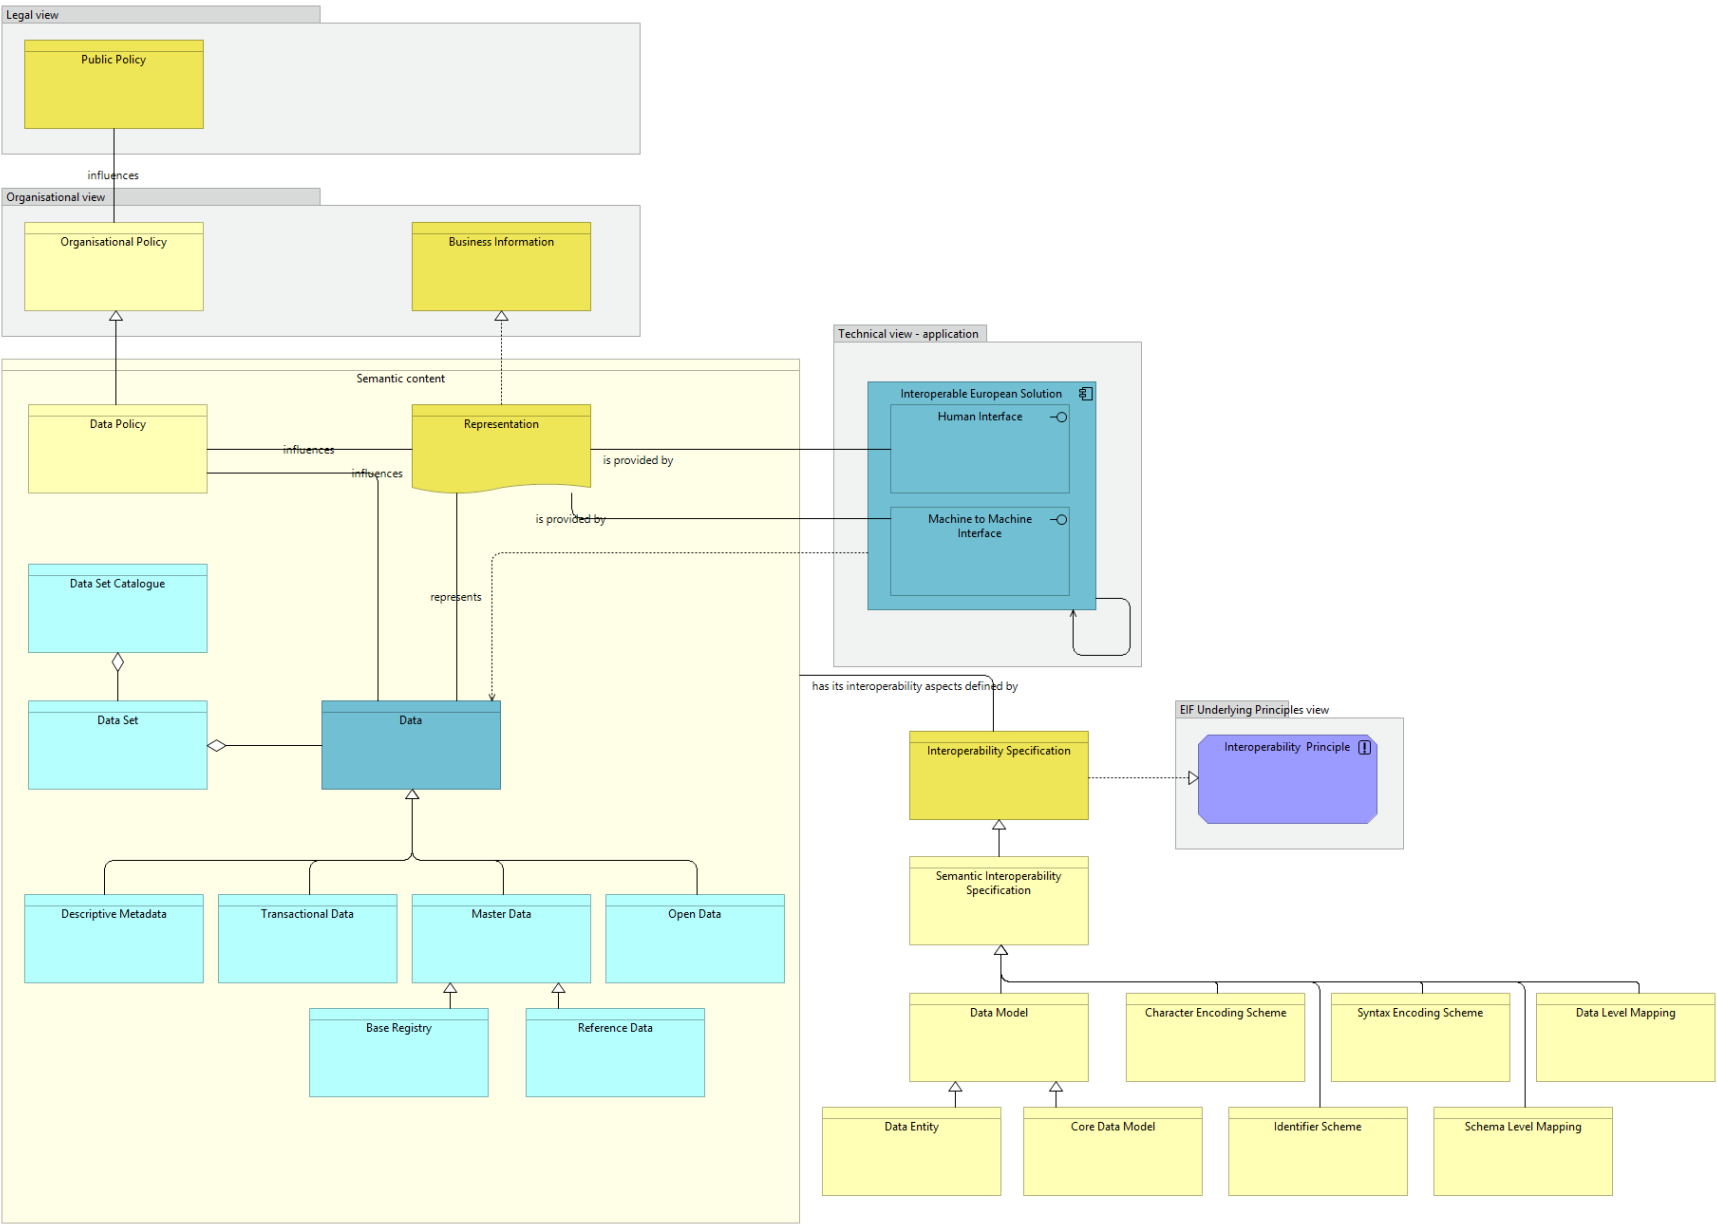 Legal view
Public Policy
influences
Organisational view
Organisational Policy
Business Information
Technical view - application
Semantic content
Interoperable European Solution
Human Interface
Data Policy
Representation
influences
is provided by
influences
is provided by
Machine to Machine
Interface
Data Set Catalogue
represents
has its interoperability aspects defined by
EIF Underlying Principles view
Data Set
Data
Interoperability Specification
Interoperability  Principle
Semantic Interoperability
Specification
Descriptive Metadata
Transactional Data
Master Data
Open Data
Base Registry
Reference Data
Data Model
Character Encoding Scheme
Syntax Encoding Scheme
Data Level Mapping
Data Entity
Core Data Model
Identifier Scheme
Schema Level Mapping